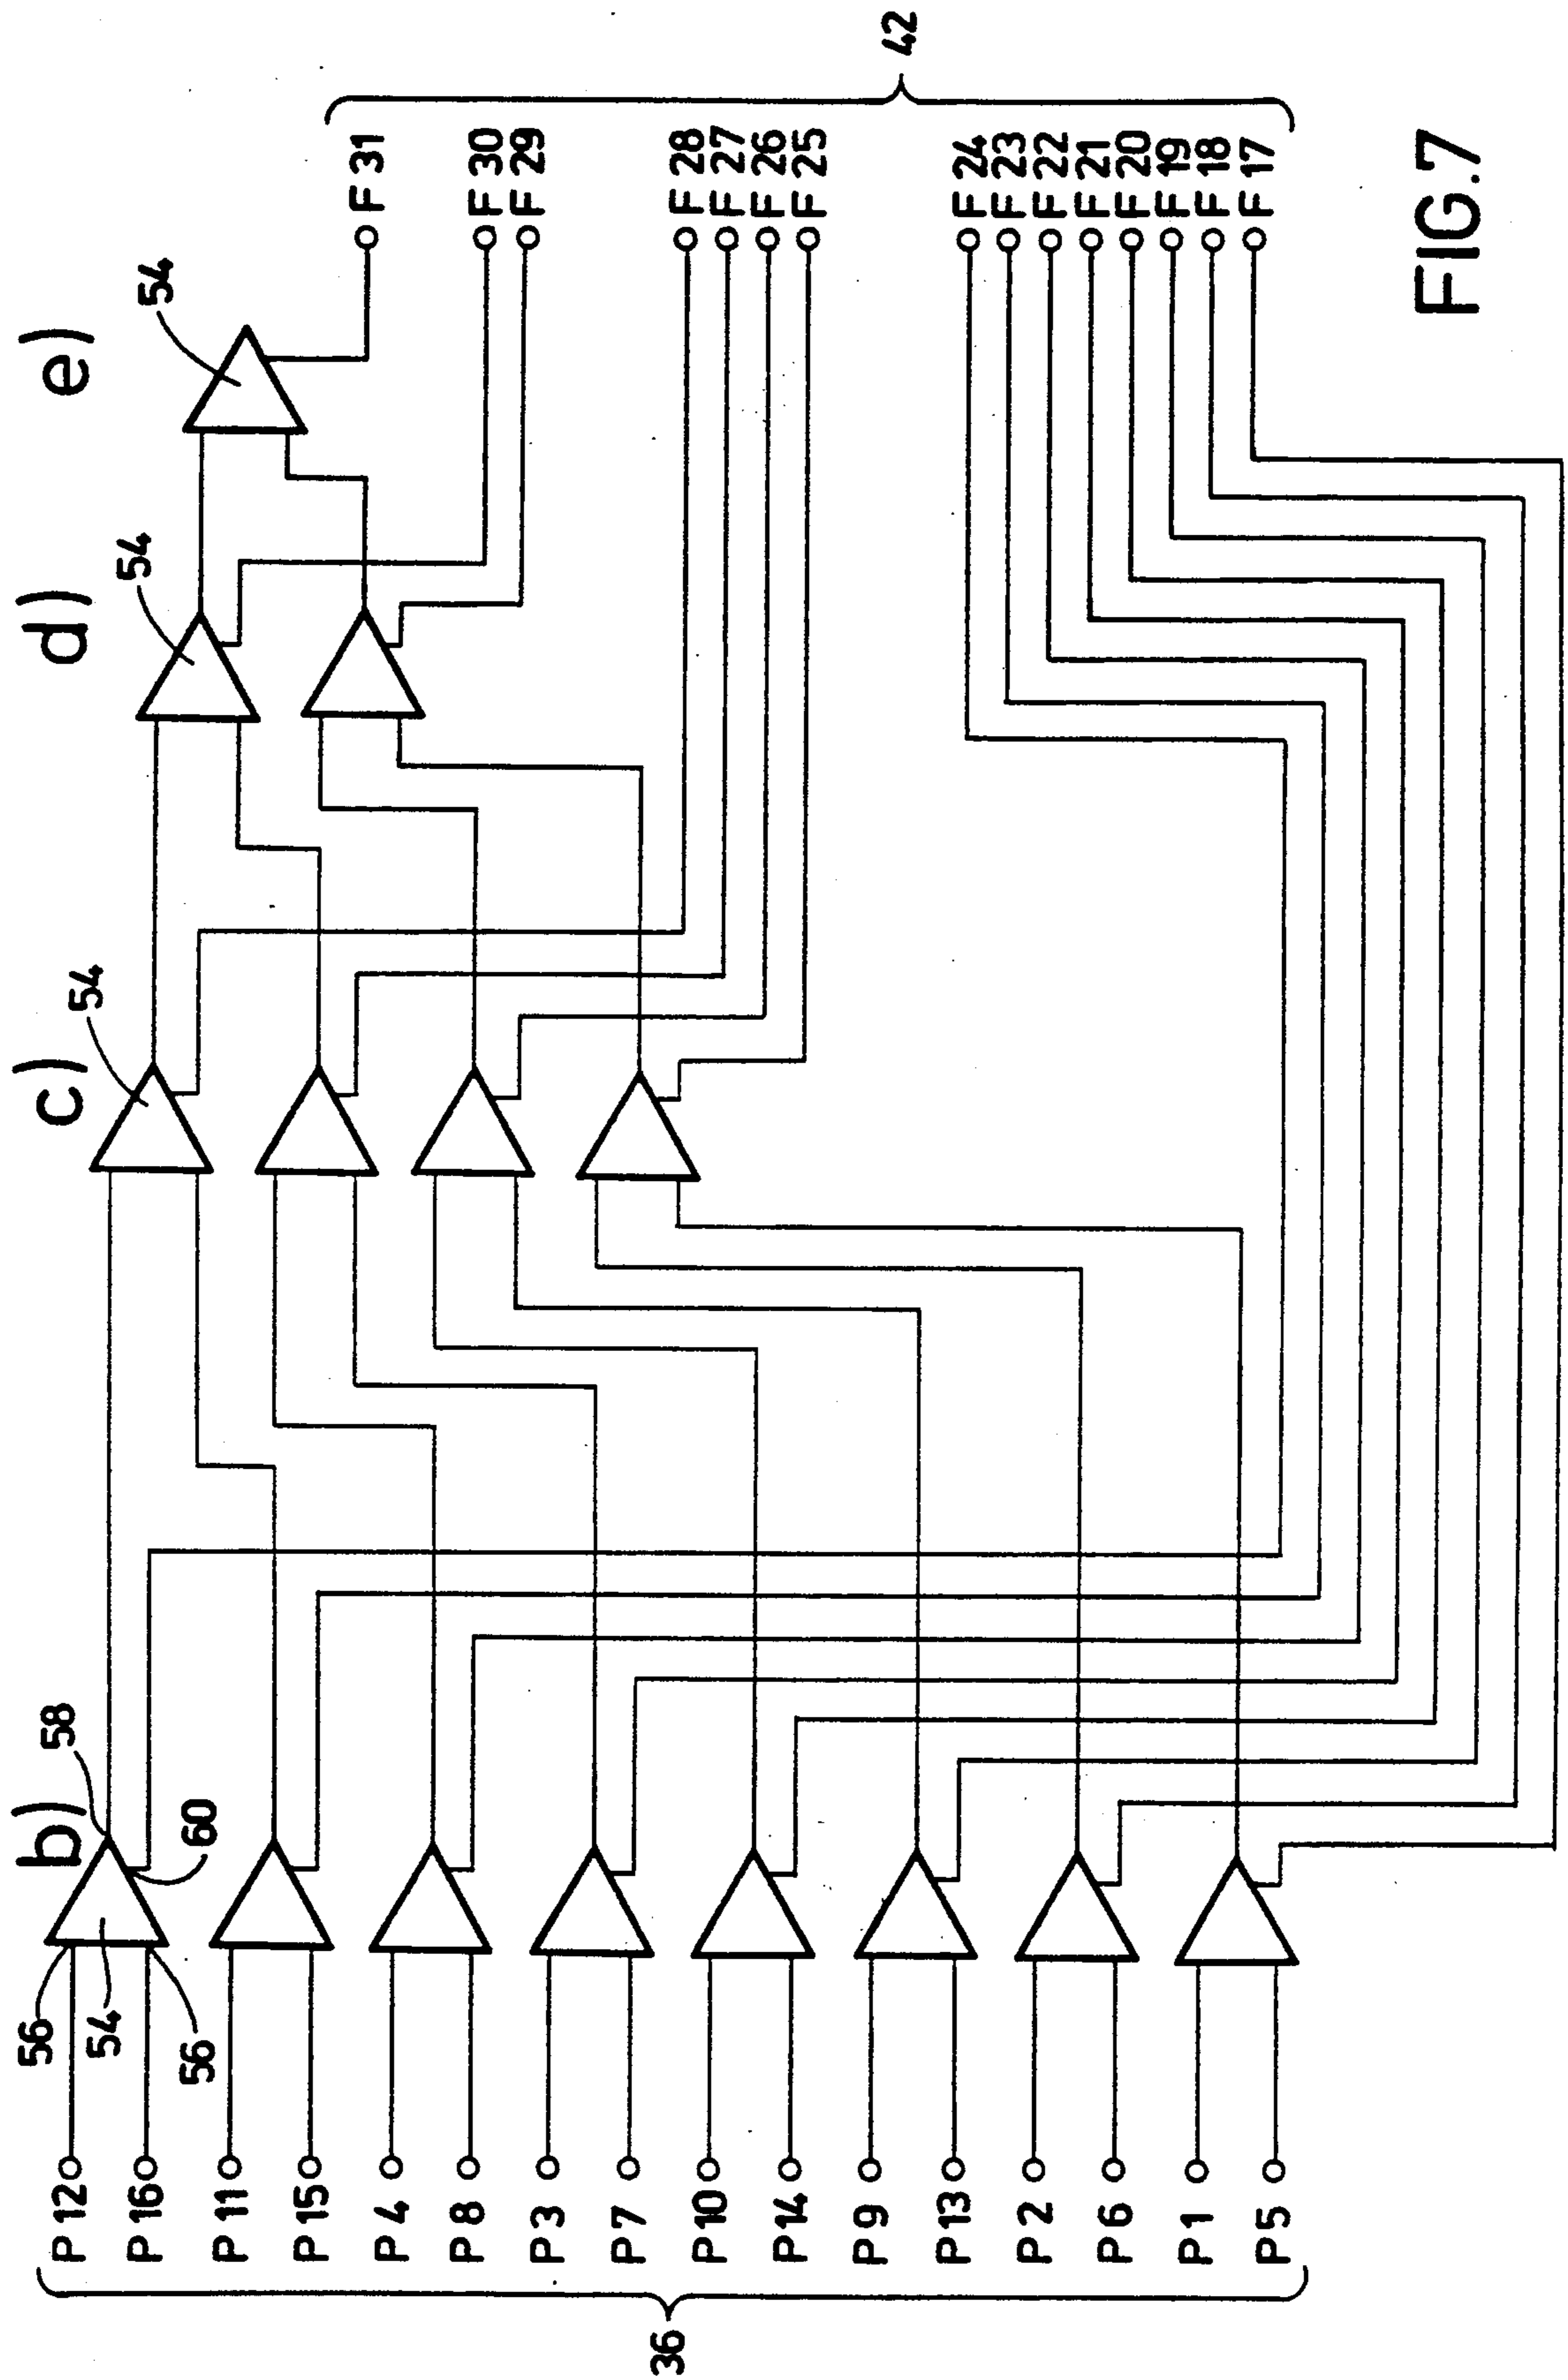 b)
c)
d)
e)
56
54
56
58
60
54
54
54
36
P 12
P 16
P 11
P 15
P 4
P 8
P 3
P 7
P 10
P 14
P 9
P 13
P 2
P 6
P 1
P 5
F 31
F 30
F 29
F 28
F 27
F 26
F 25
F 24
F 23
F 22
F 21
F 20
F 19
F 18
F 17
42
FIG.7